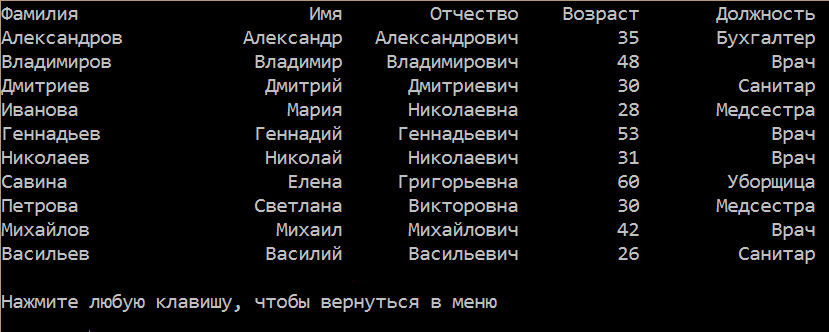 Фамилия Имя Отчество Возраст Должность
Александров Александр Александрович 35 Бухгалтер
Владимиров Владимир Владимирович 48 Врач
Дмитриев Дмитрий Дмитриевич 30 Санитар
Иванова Мария Николаевна 28 Медсестра
Геннадьев Геннадий Геннадьевич 53 Врач
Николаев Николай Николаевич 31 Врач
Савина Елена Григорьевна 60 Уборщица
Петрова Светлана Викторовна 30 Медсестра
Михайлов Михаил Михайлович 42 Врач
Васильев Василий Васильевич 26 Санитар
Нажмите любую клавишу, чтобы вернуться в меню